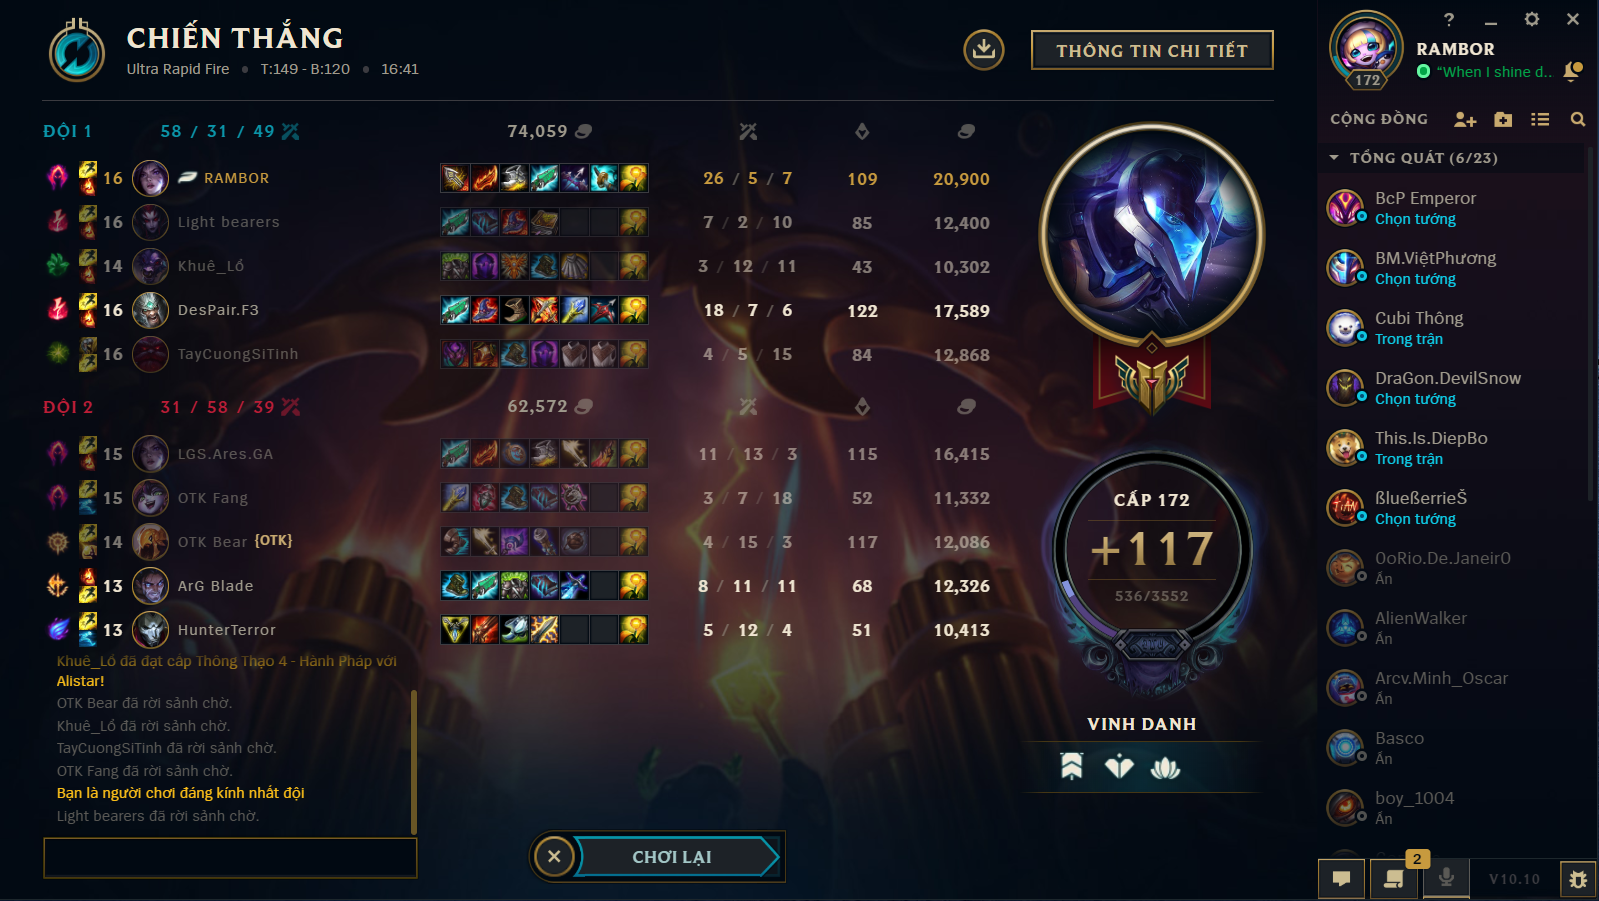 CHIẾN THẮNG
Ultra Rapid Fire • T:149 - B:120 • 16:41
THÔNG TIN CHI TIẾT
ĐỘI 1 58 / 31 / 49 74,059
16 RAMBOR 26 / 5 / 7 109 20,900
16 Light bearers 7 / 2 / 10 85 12,400
14 Khuê_Lổ 3 / 12 / 11 43 10,302
16 DesPair.F3 18 / 7 / 6 122 17,589
16 TayCuongSiTinh 4 / 5 / 15 84 12,868
ĐỘI 2 31 / 58 / 39 62,572
15 LGS.Ares.GA 11 / 13 / 3 115 16,415
15 OTK Fang 3 / 7 / 18 52 11,332
14 OTK Bear {OTK} 4 / 15 / 3 117 12,086
13 ArG Blade 8 / 11 / 11 68 12,326
13 HunterTerror 5 / 12 / 4 51 10,413
Khuê_Lổ đã đạt cấp Thông Thạo 4 - Hành Pháp với
Alistar!
OTK Bear đã rời sảnh chờ.
Khuê_Lổ đã rời sảnh chờ.
TayCuongSiTinh đã rời sảnh chờ.
OTK Fang đã rời sảnh chờ.
Bạn là người chơi đáng kính nhất đội
Light bearers đã rời sảnh chờ.
CHƠI LẠI
CẤP 172
+117
536/3552
VINH DANH
?
172
RAMBOR
“When I shine d..
CỘNG ĐỒNG
TỔNG QUÁT (6/23)
BcP Emperor
Chọn tướng
BM.ViệtPhương
Chọn tướng
Cubi Thông
Trong trận
DraGon.DevilSnow
Chọn tướng
This.Is.DiepBo
Trong trận
ßlueßerrieŠ
Chọn tướng
0oRio.De.Janeir0
Ẩn
AlienWalker
Ẩn
Arcv.Minh_Oscar
Ẩn
Basco
Ẩn
boy_1004
Ẩn
2
V10.10